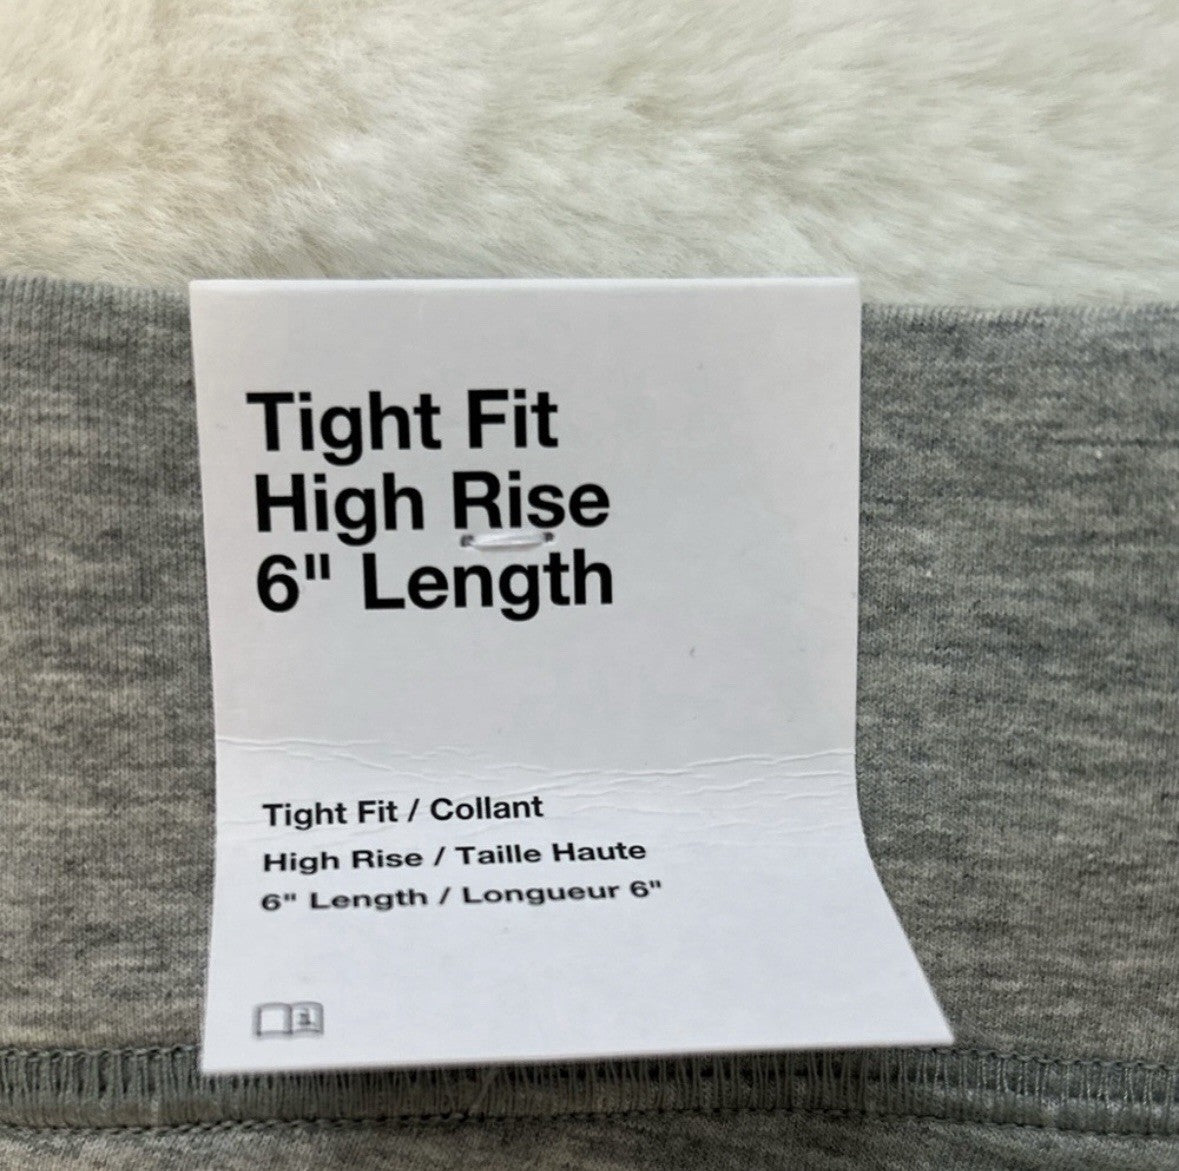 Tight Fit
High Rise
6" Length
Tight Fit / Collant
High Rise / Taille Haute
6" Length / Longueur 6"